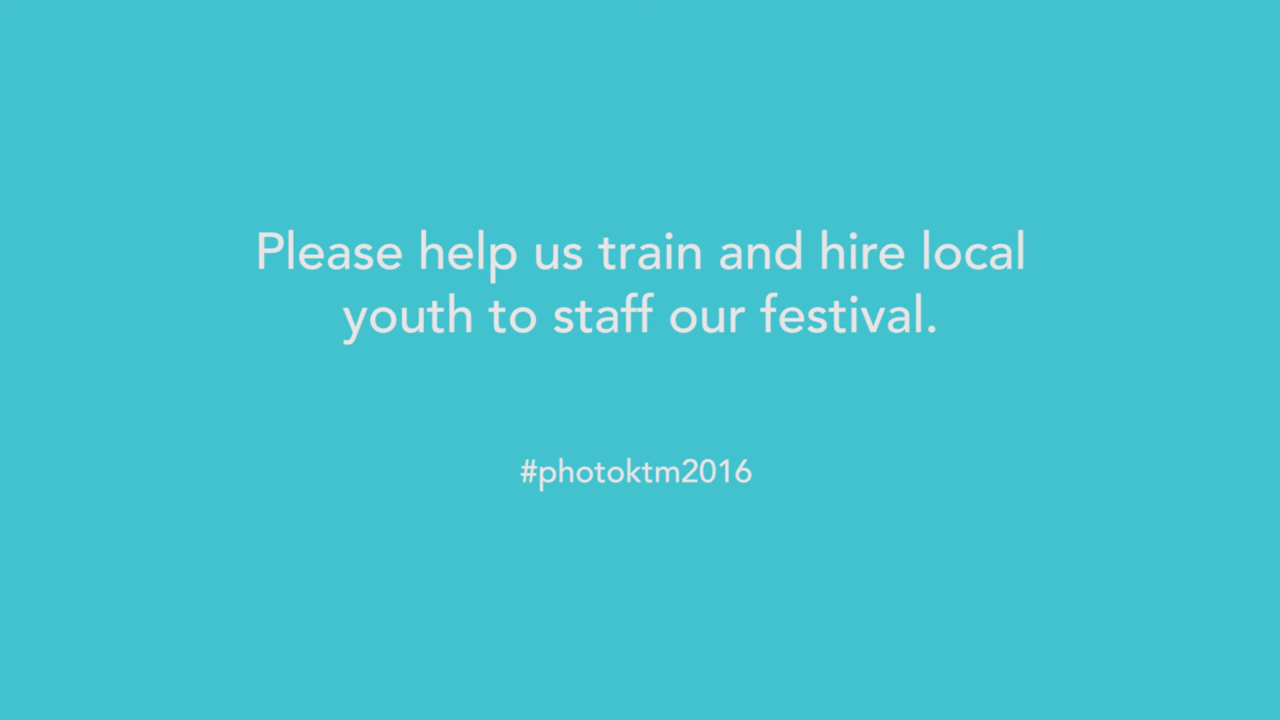 Please help us train and hire local
youth to staff our festival.
#photoktm2016